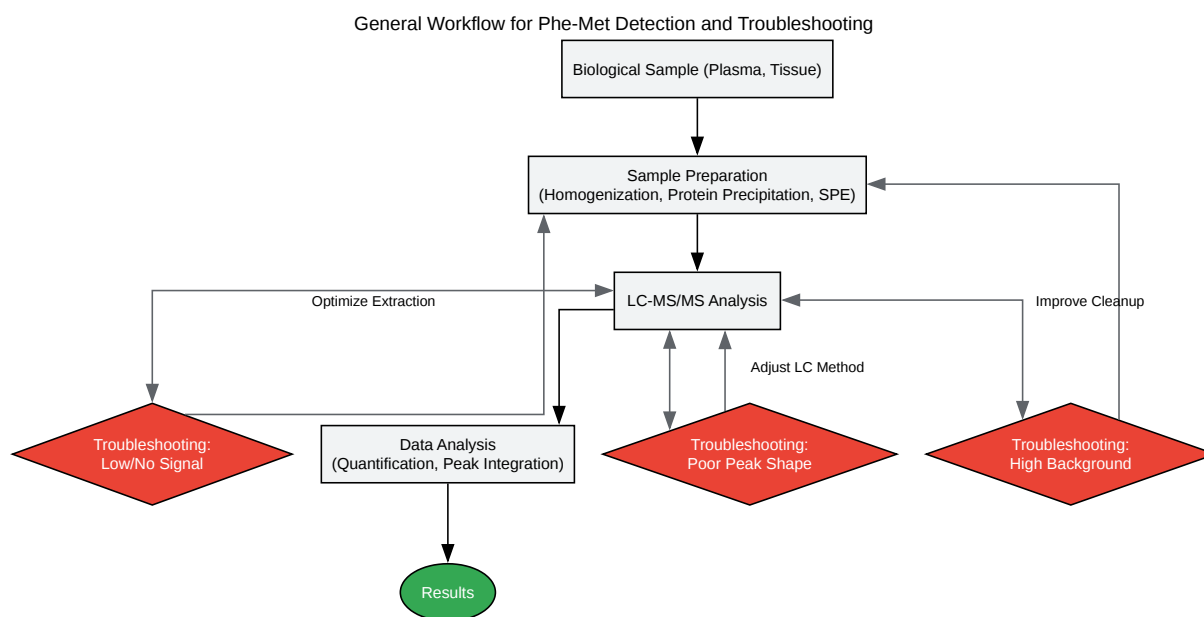 General Workflow for Phe-Met Detection and Troubleshooting
Biological Sample (Plasma, Tissue)
Sample Preparation
(Homogenization, Protein Precipitation, SPE)
LC-MS/MS Analysis
Optimize Extraction
Improve Cleanup
Adjust LC Method
Troubleshooting:
Low/No Signal
Data Analysis
(Quantification, Peak Integration)
Troubleshooting:
Poor Peak Shape
Troubleshooting:
High Background
Results